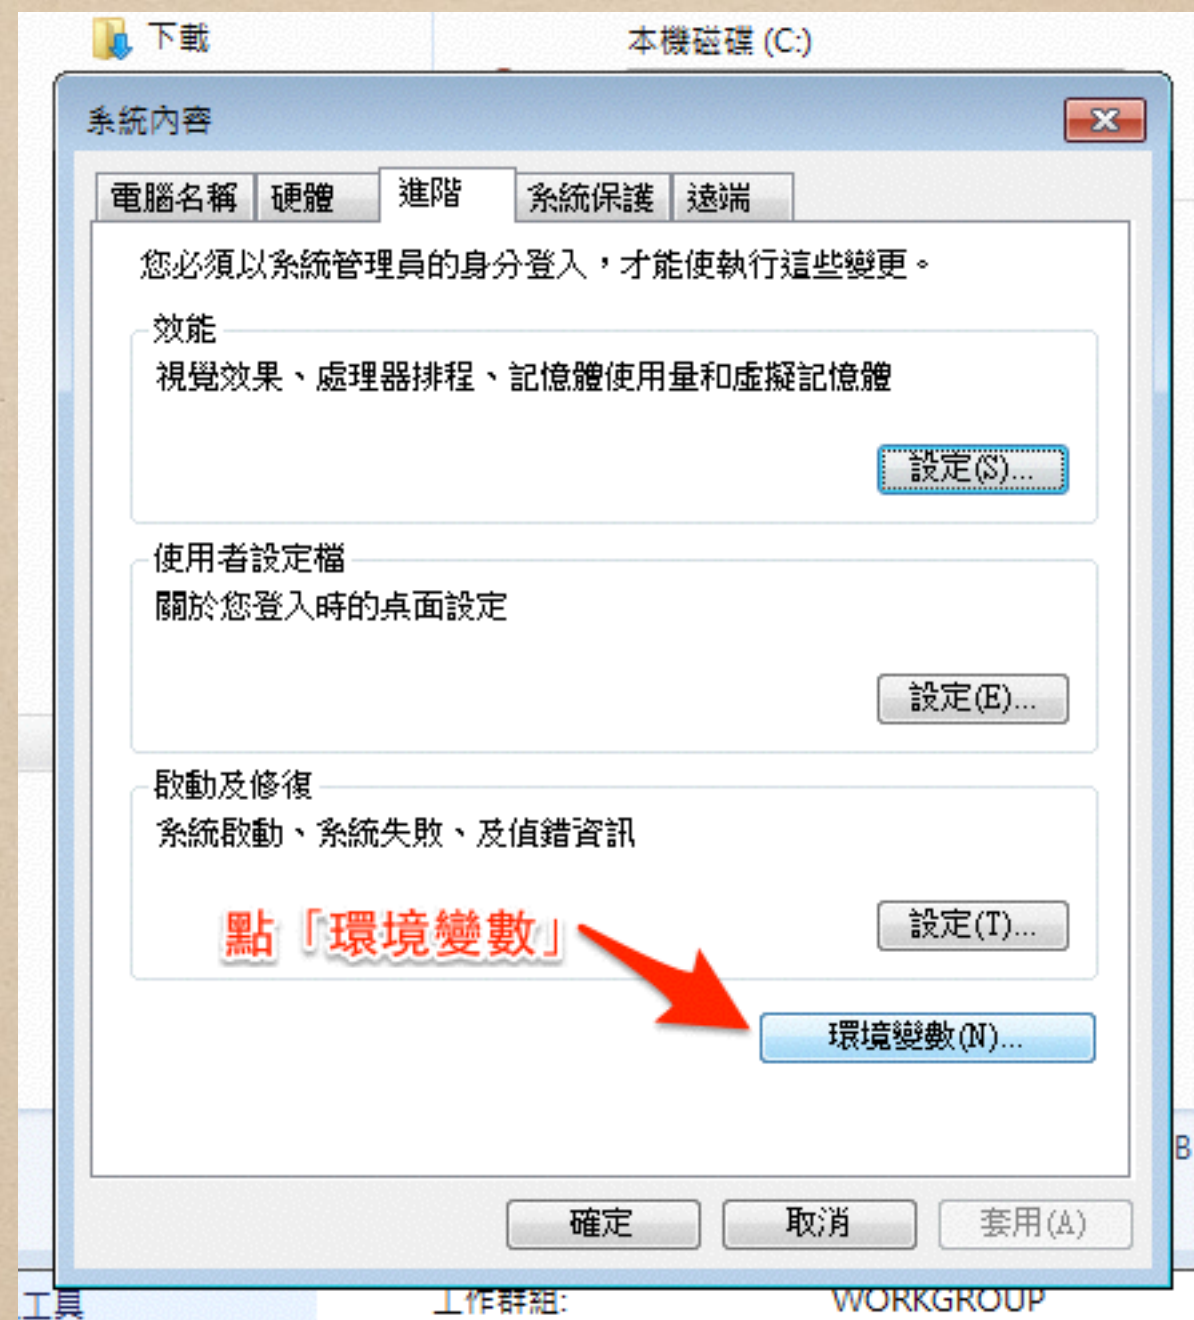 下載
本機磁碟 (C:)
系統內容
電腦名稱 硬體 進階 系統保護 遠端
您必須以系統管理員的身分登入，才能使執行這些變更。
效能
視覺效果、處理器排程、記憶體使用量和虛擬記憶體
設定(S)...
使用者設定檔
關於您登入時的桌面設定
設定(E)...
啟動及修復
系統啟動、系統失敗、及偵錯資訊
設定(T)...
點「環境變數」
環境變數(N)...
B
確定 取消 套用(A)
工具
工作群組: WORKGROUP